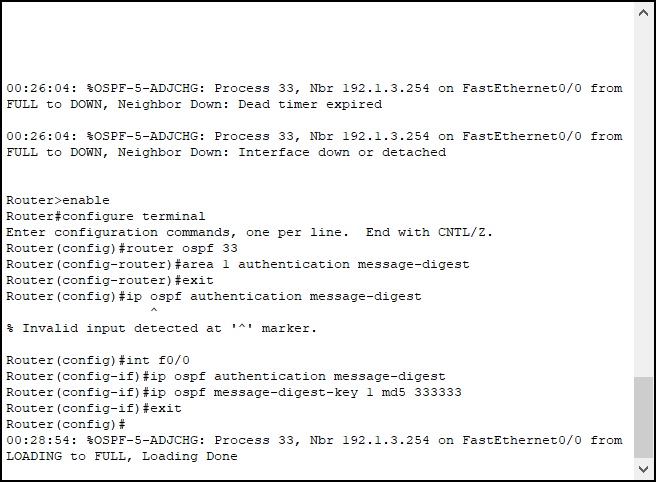 00:26:04: %OSPF-5-ADJCHG: Process 33, Nbr 192.1.3.254 on FastEthernet0/0 from
FULL to DOWN, Neighbor Down: Dead timer expired
00:26:04: %OSPF-5-ADJCHG: Process 33, Nbr 192.1.3.254 on FastEthernet0/0 from
FULL to DOWN, Neighbor Down: Interface down or detached
Router>enable
Router#configure terminal
Enter configuration commands, one per line.  End with CNTL/Z.
Router(config)#router ospf 33
Router(config-router)#area 1 authentication message-digest
Router(config-router)#exit
Router(config)#ip ospf authentication message-digest
^
% Invalid input detected at '^' marker.
Router(config)#int f0/0
Router(config-if)#ip ospf authentication message-digest
Router(config-if)#ip ospf message-digest-key 1 md5 333333
Router(config-if)#exit
Router(config)#
00:28:54: %OSPF-5-ADJCHG: Process 33, Nbr 192.1.3.254 on FastEthernet0/0 from
LOADING to FULL, Loading Done